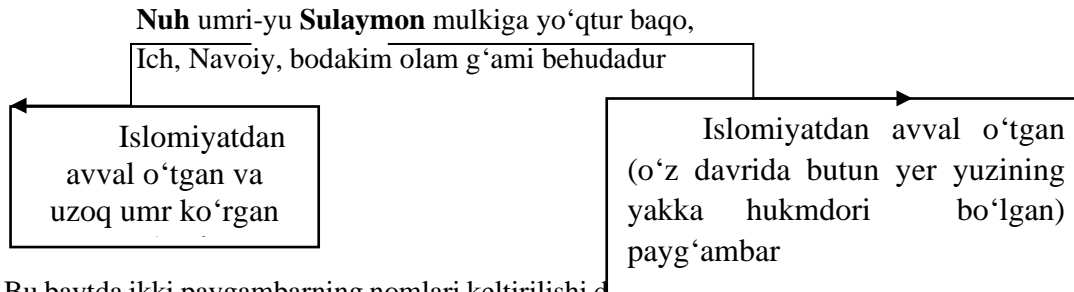 Nuh umri-yu Sulaymon mulkiga yo‘qtur baqo,
Ich, Navoiy, bodakim olam g‘ami behudadur
Islomiyatdan
avval o‘tgan va
uzoq umr ko‘rgan
Islomiyatdan avval o‘tgan
(o‘z davrida butun yer yuzining
yakka hukmdori bo‘lgan)
payg‘ambar
Bu baytda ikki paygambarning nomlari keltirilishi